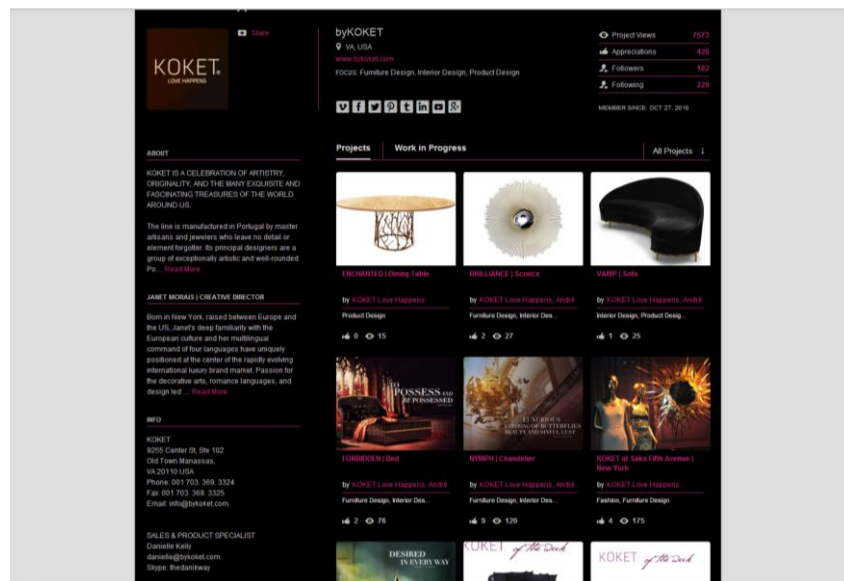 KOKET®
LOVE HAPPENS
Share
byKOKET
VA, USA
www.bykoket.com
FOCUS: Furniture Design, Interior Design, Product Design
Project Views 7573
Appreciations 420
Followers 182
Following 229
MEMBER SINCE: OCT 27, 2010
ABOUT
KOKET IS A CELEBRATION OF ARTISTRY,
ORIGINALITY, AND THE MANY EXQUISITE AND
FASCINATING TREASURES OF THE WORLD
AROUND US.
The line is manufactured in Portugal by master
artisans and jewelers who leave no detail or
element forgotten. Its principal designers are a
group of exceptionally artistic and well-rounded
Po... Read More
JANET MORAIS | CREATIVE DIRECTOR
Born in New York, raised between Europe and
the US, Janet's deep familiarity with the
European culture and her multilingual
command of four languages have uniquely
positioned at the center of the rapidly evolving
international luxury brand market. Passion for
the decorative arts, romance languages, and
design led ... Read More
INFO
KOKET
9255 Center St, Ste 102
Old Town Manassas,
VA 20110 USA
Phone: 001 703. 369. 3324
Fax: 001 703. 369. 3325
Email: info@bykoket.com
SALES & PRODUCT SPECIALIST
Danielle Kelly
danielle@bykoket.com
Skype: thedanikway
Projects
Work in Progress
All Projects
ENCHANTED | Dining Table
by KOKET Love Happens
Product Design
0 15
BRILLIANCE | Sconce
by KOKET Love Happens, André
Furniture Design, Interior Des...
2 27
VAMP | Sofa
by KOKET Love Happens, André
Interior Design, Product Desig...
1 25
TO
POSSESS AND
BE POSSESSED
FORBIDDEN | Bed
by KOKET Love Happens, André
Furniture Design, Interior Des...
2 76
LUXURIOUS
GATHERING OF BUTTERFLIES
BEAUTY AND SINFUL LUST
NYMPH | Chandelier
by KOKET Love Happens, André
Furniture Design, Interior Des...
9 120
KOKET at Saks Fifth Avenue |
New York
by KOKET Love Happens
Fashion, Furniture Design
4 175
DESIRED
IN EVERY WAY
KOKET of the week
KOKET of the week